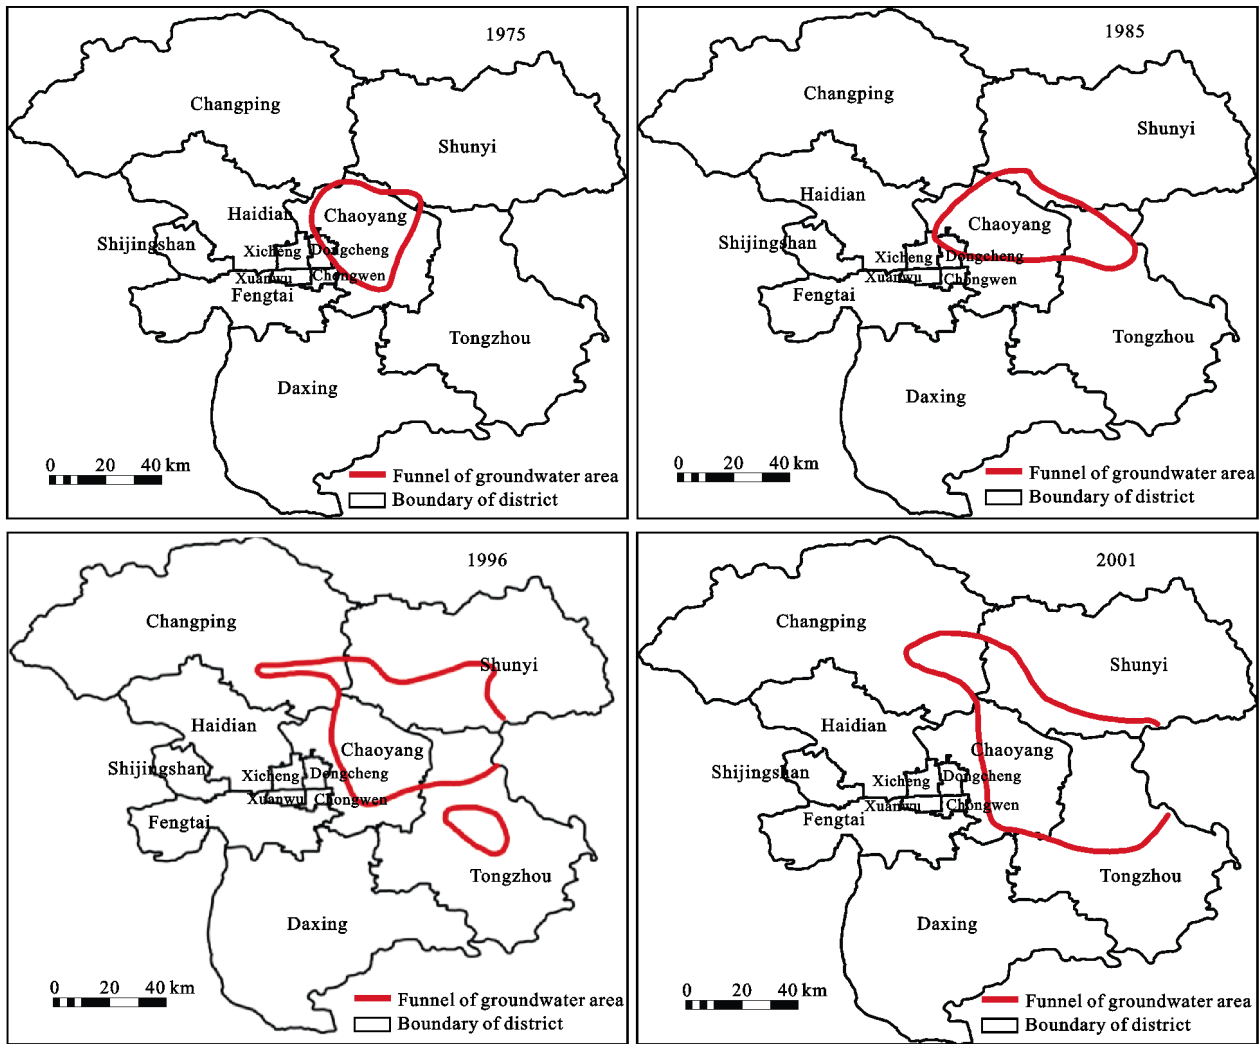 1975
Changping
Shunyi
Haidian
Chaoyang
Shijingshan
Xicheng
Dongcheng
Xuanwu
Chongwen
Fengtai
Tongzhou
Daxing
0 20 40 km
Funnel of groundwater area
Boundary of district
1985
Changping
Shunyi
Haidian
Chaoyang
Shijingshan
Xicheng
Dongcheng
Xuanwu
Chongwen
Fengtai
Tongzhou
Daxing
0 20 40 km
Funnel of groundwater area
Boundary of district
1996
Changping
Shunyi
Haidian
Chaoyang
Shijingshan
Xicheng
Dongcheng
Xuanwu
Chongwen
Fengtai
Tongzhou
Daxing
0 20 40 km
Funnel of groundwater area
Boundary of district
2001
Changping
Shunyi
Haidian
Chaoyang
Shijingshan
Xicheng
Dongcheng
Xuanwu
Chongwen
Fengtai
Tongzhou
Daxing
0 20 40 km
Funnel of groundwater area
Boundary of district